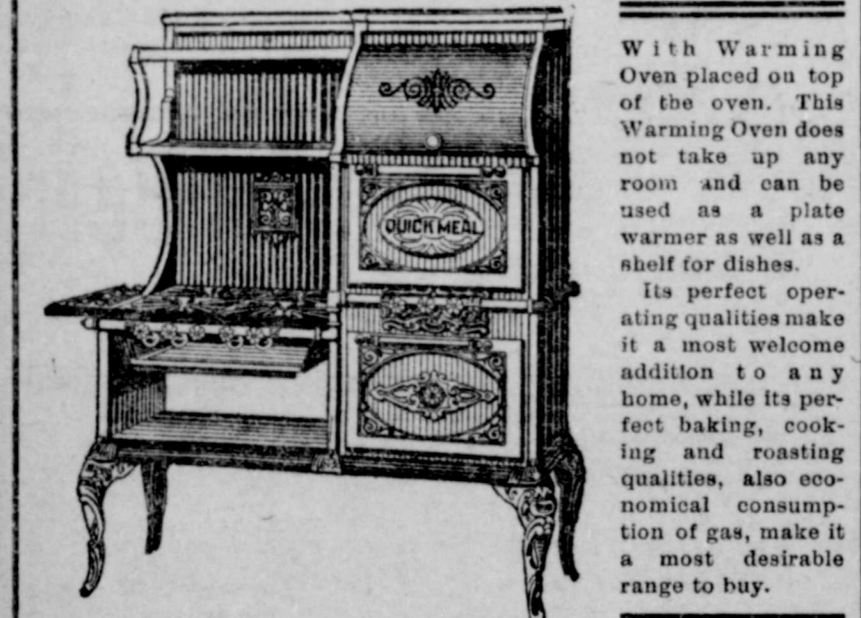 QUICK MEAL
With Warming
Oven placed on top
of the oven. This
Warming Oven does
not take up any
room and can be
used as a plate
warmer as well as a
shelf for dishes.
Its perfect oper-
ating qualities make
it a most welcome
addition to any
home, while its per-
fect baking, cook-
ing and roasting
qualities, also eco-
nomical consump-
tion of gas, make it
a most desirable
range to buy.